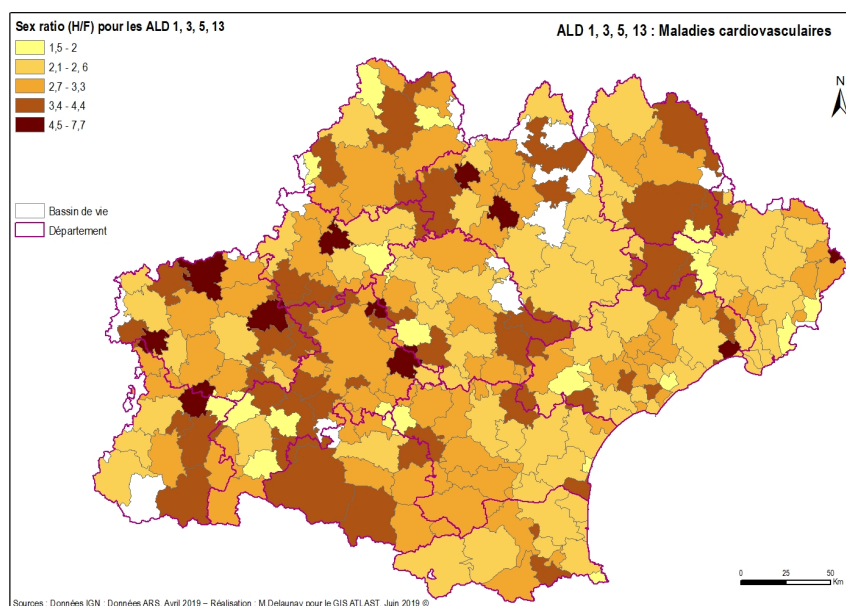 Sex ratio (H/F) pour les ALD 1, 3, 5, 13
ALD 1, 3, 5, 13 : Maladies cardiovasculaires
1,5 - 2
2,1 - 2, 6
2,7 - 3,3
3,4 - 4,4
4,5 - 7,7
N
Bassin de vie
Département
0 25 50
Km
Sources : Données IGN ; Données ARS, Avril 2019 – Réalisation : M.Delaunay pour le GIS ATLAST, Juin 2019 ©